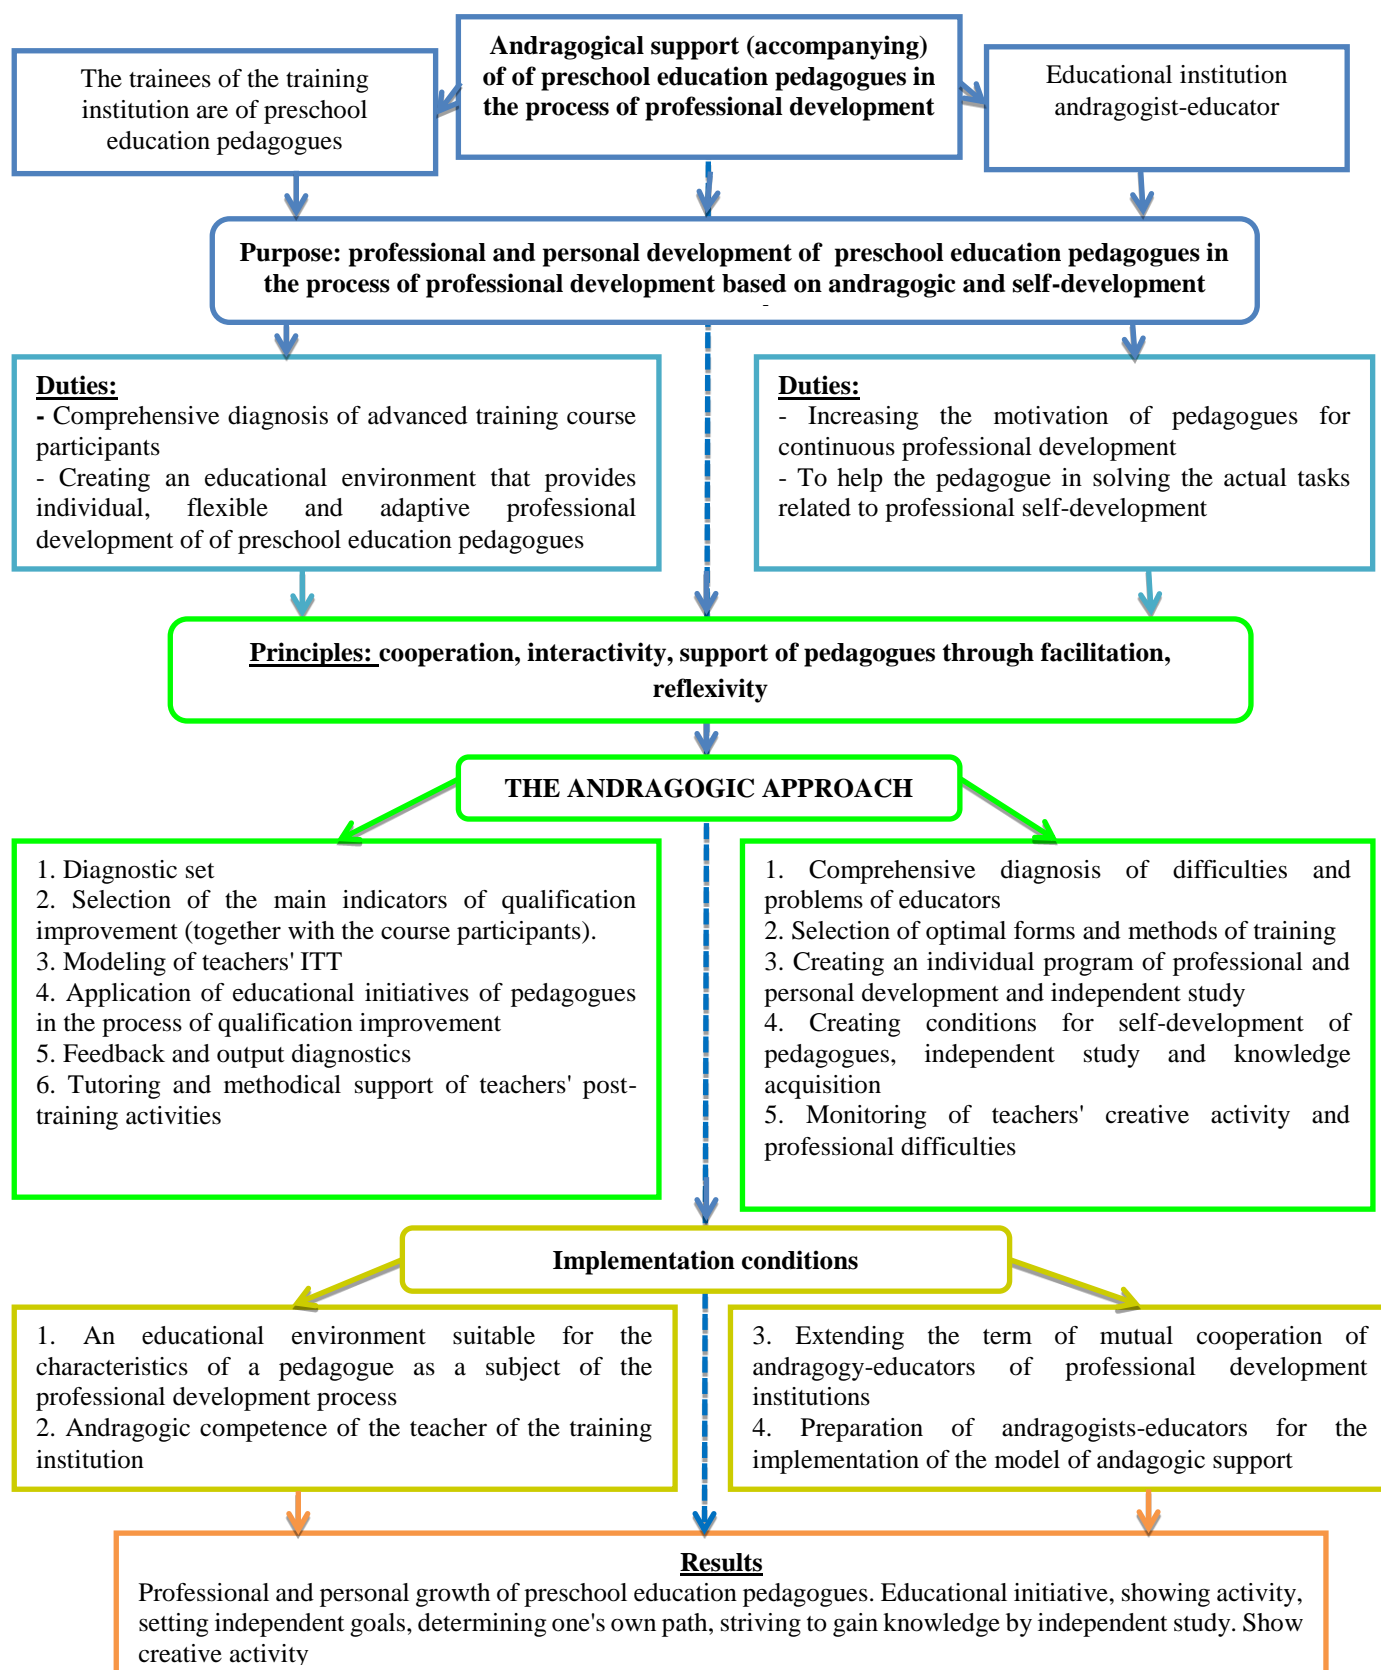 Andragogical support (accompanying)
of of preschool education pedagogues in
the process of professional development
The trainees of the training
institution are of preschool
education pedagogues
Educational institution
andragogist-educator
Purpose: professional and personal development of preschool education pedagogues in
the process of professional development based on andragogic and self-development
Duties:
- Comprehensive diagnosis of advanced training course
participants
- Creating an educational environment that provides
individual, flexible and adaptive professional
development of of preschool education pedagogues
Duties:
- Increasing the motivation of pedagogues for
continuous professional development
- To help the pedagogue in solving the actual tasks
related to professional self-development
Principles: cooperation, interactivity, support of pedagogues through facilitation,
reflexivity
THE ANDRAGOGIC APPROACH
1. Diagnostic set
2. Selection of the main indicators of qualification
improvement (together with the course participants).
3. Modeling of teachers' ITT
4. Application of educational initiatives of pedagogues
in the process of qualification improvement
5. Feedback and output diagnostics
6. Tutoring and methodical support of teachers' post-
training activities
1. Comprehensive diagnosis of difficulties and
problems of educators
2. Selection of optimal forms and methods of training
3. Creating an individual program of professional and
personal development and independent study
4. Creating conditions for self-development of
pedagogues, independent study and knowledge
acquisition
5. Monitoring of teachers' creative activity and
professional difficulties
Implementation conditions
1. An educational environment suitable for the
characteristics of a pedagogue as a subject of the
professional development process
2. Andragogic competence of the teacher of the training
institution
3. Extending the term of mutual cooperation of
andragogy-educators of professional development
institutions
4. Preparation of andragogists-educators for the
implementation of the model of andagogic support
Results
Professional and personal growth of preschool education pedagogues. Educational initiative, showing activity,
setting independent goals, determining one's own path, striving to gain knowledge by independent study. Show
creative activity